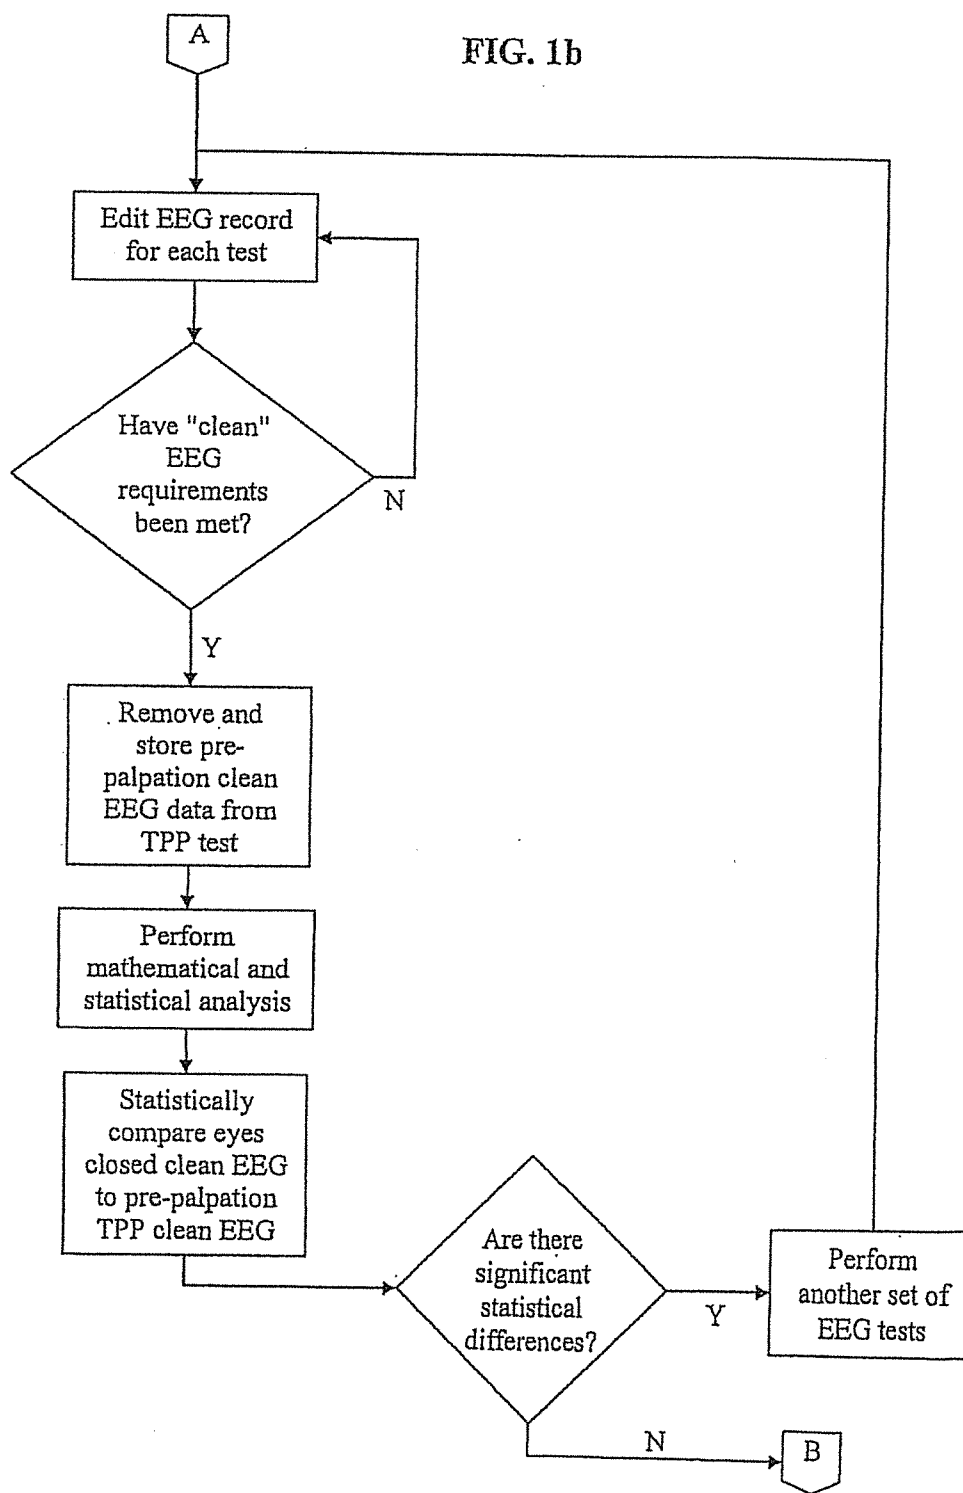 A
FIG. 1b
Edit EEG record
for each test
Have "clean"
EEG
requirements
been met?
N
Y
Remove and
store pre-
palpation clean
EEG data from
TPP test
Perform
mathematical and
statistical analysis
Statistically
compare eyes
closed clean EEG
to pre-palpation
TPP clean EEG
Are there
significant
statistical
differences?
Y
Perform
another set of
EEG tests
N
B